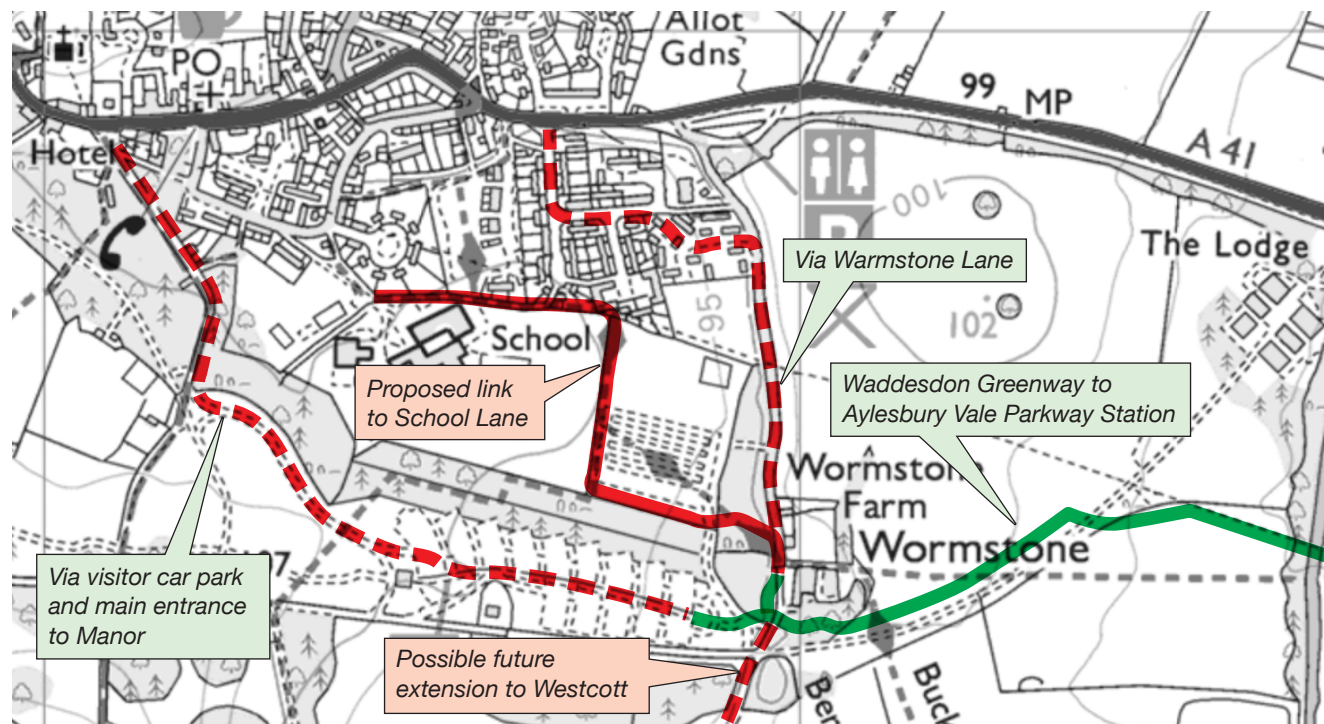 Allot
Gdns
PO
99
MP
A 41
Hotel
100
P
The Lodge
Via Warmstone Lane
95
102
School
Proposed link
to School Lane
Waddesdon Greenway to
Aylesbury Vale Parkway Station
Wormstone
Farm
Wormstone
Via visitor car park
and main entrance
to Manor
Possible future
extension to Westcott